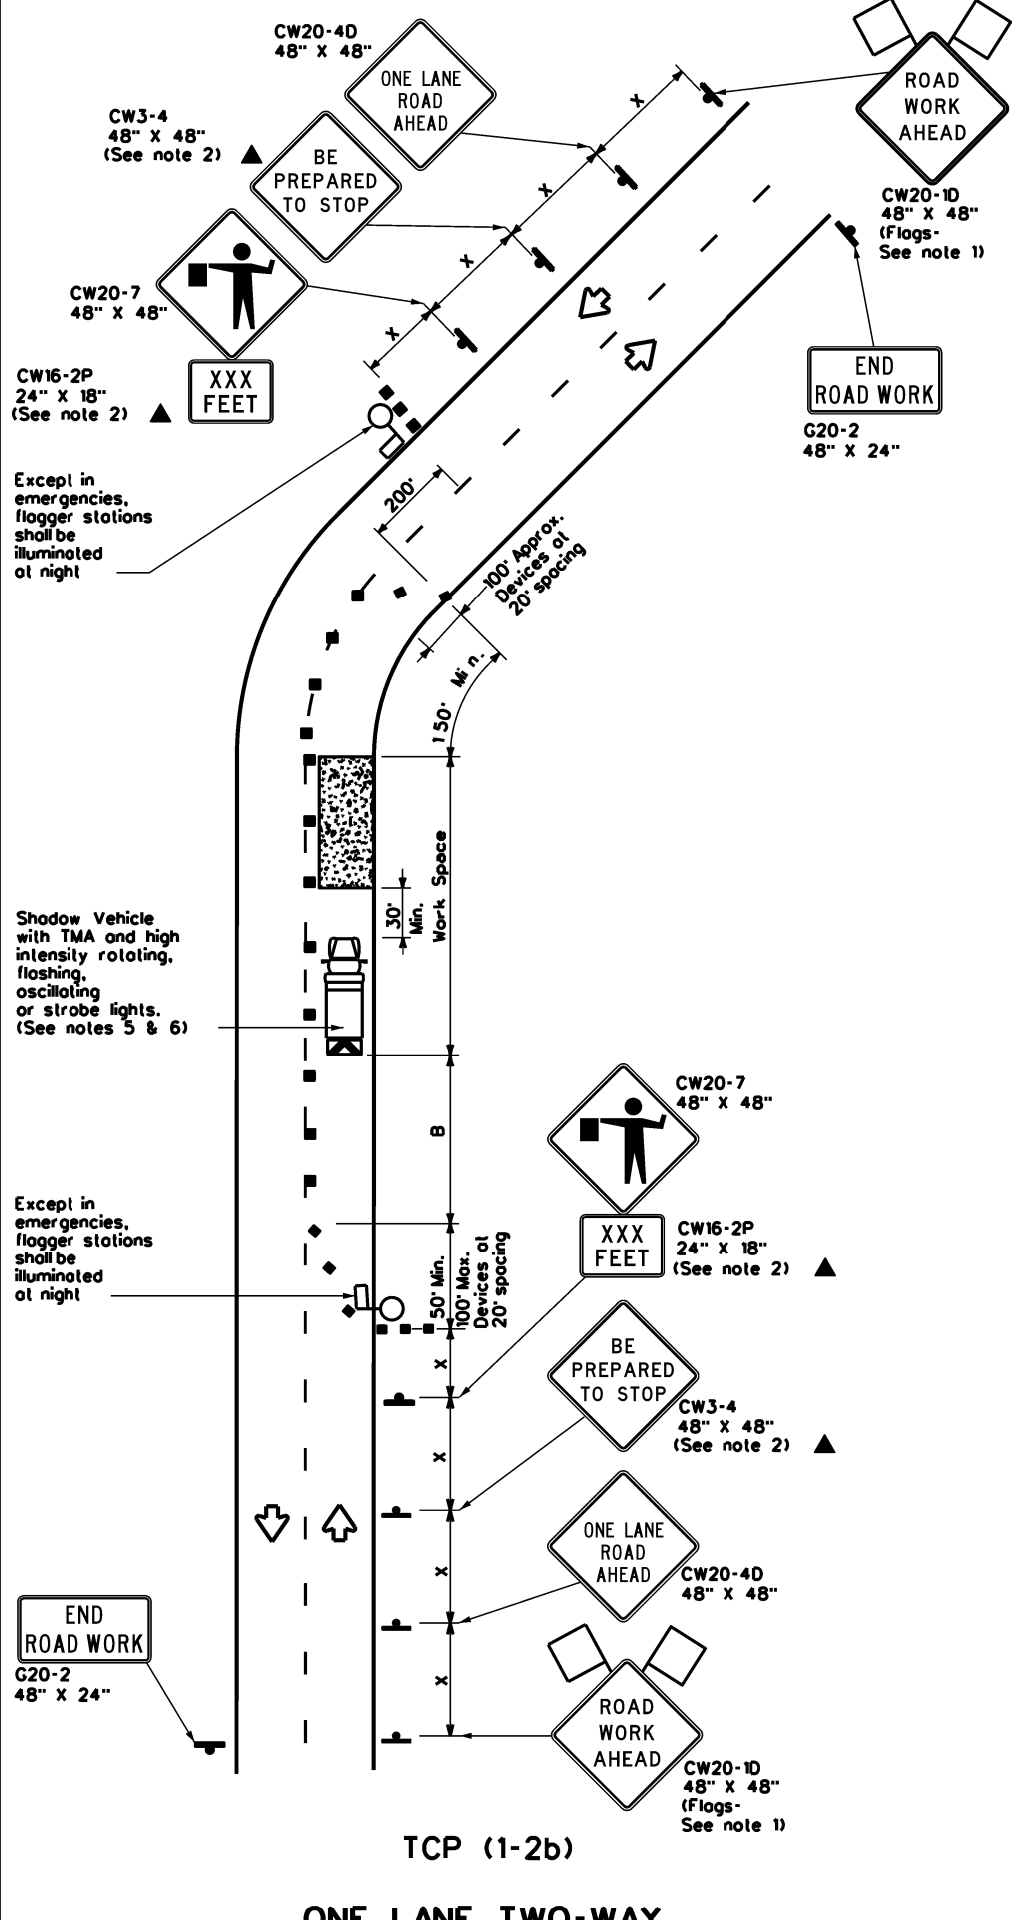 CW20-4D
48" X 48"
ONE LANE
ROAD
AHEAD
ROAD
WORK
AHEAD
CW3-4
48" X 48"
(See note 2)
BE
PREPARED
TO STOP
X
X
X
X
CW20-1D
48" X 48"
(Flags-
See note 1)
CW20-7
48" X 48"
CW16-2P
24" X 18"
(See note 2)
XXX
FEET
END
ROAD WORK
G20-2
48" X 24"
Except in
emergencies,
flagger stations
shall be
illuminated
at night
200'
100' Approx.
Devices at
20' spacing
150' Min.
Work Space
30'
Min.
Shadow Vehicle
with TMA and high
intensity rotating,
flashing,
oscillating
or strobe lights.
(See notes 5 & 6)
B
CW20-7
48" X 48"
XXX
FEET
CW16-2P
24" X 18"
(See note 2)
Except in
emergencies,
flagger stations
shall be
illuminated
at night
50' Min.
100' Max.
Devices at
20' spacing
X
X
X
X
BE
PREPARED
TO STOP
CW3-4
48" X 48"
(See note 2)
ONE LANE
ROAD
AHEAD
CW20-4D
48" X 48"
END
ROAD WORK
G20-2
48" X 24"
ROAD
WORK
AHEAD
CW20-1D
48" X 48"
(Flags-
See note 1)
TCP (1-2b)
ONE LANE TWO-WAY